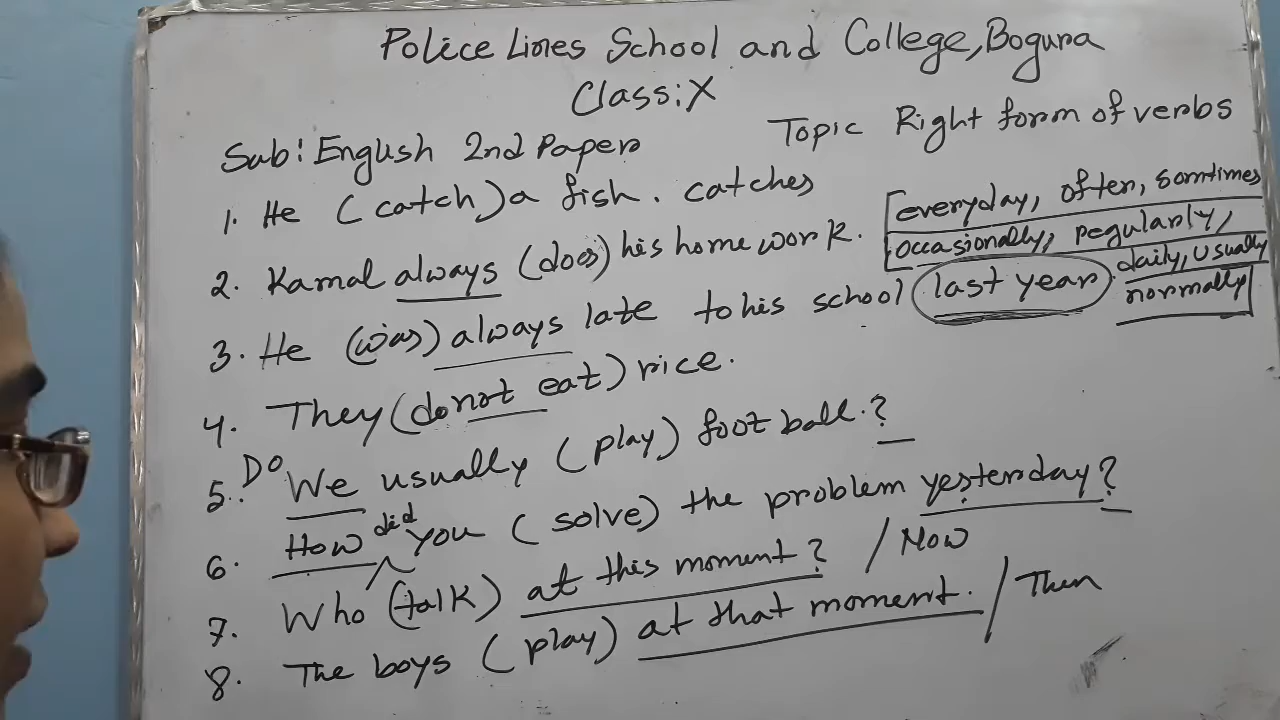 Police Lines School and College, Bogura
Class: X
Sub: English 2nd Paper
Topic Right form of verbs
1. He (catch) a fish. catches
[everyday, often, somtimes
occasionally, regularly,
daily, usually
normally]
2. Kamal always (does) his home work.
3. He (was) always late to his school last year.
4. They (do not eat) rice.
5. Do We usually (play) foot ball.?
6. How did you (solve) the problem yesterday?
7. Who (talk) at this moment? / Now
8. The boys (play) at that moment. / Then